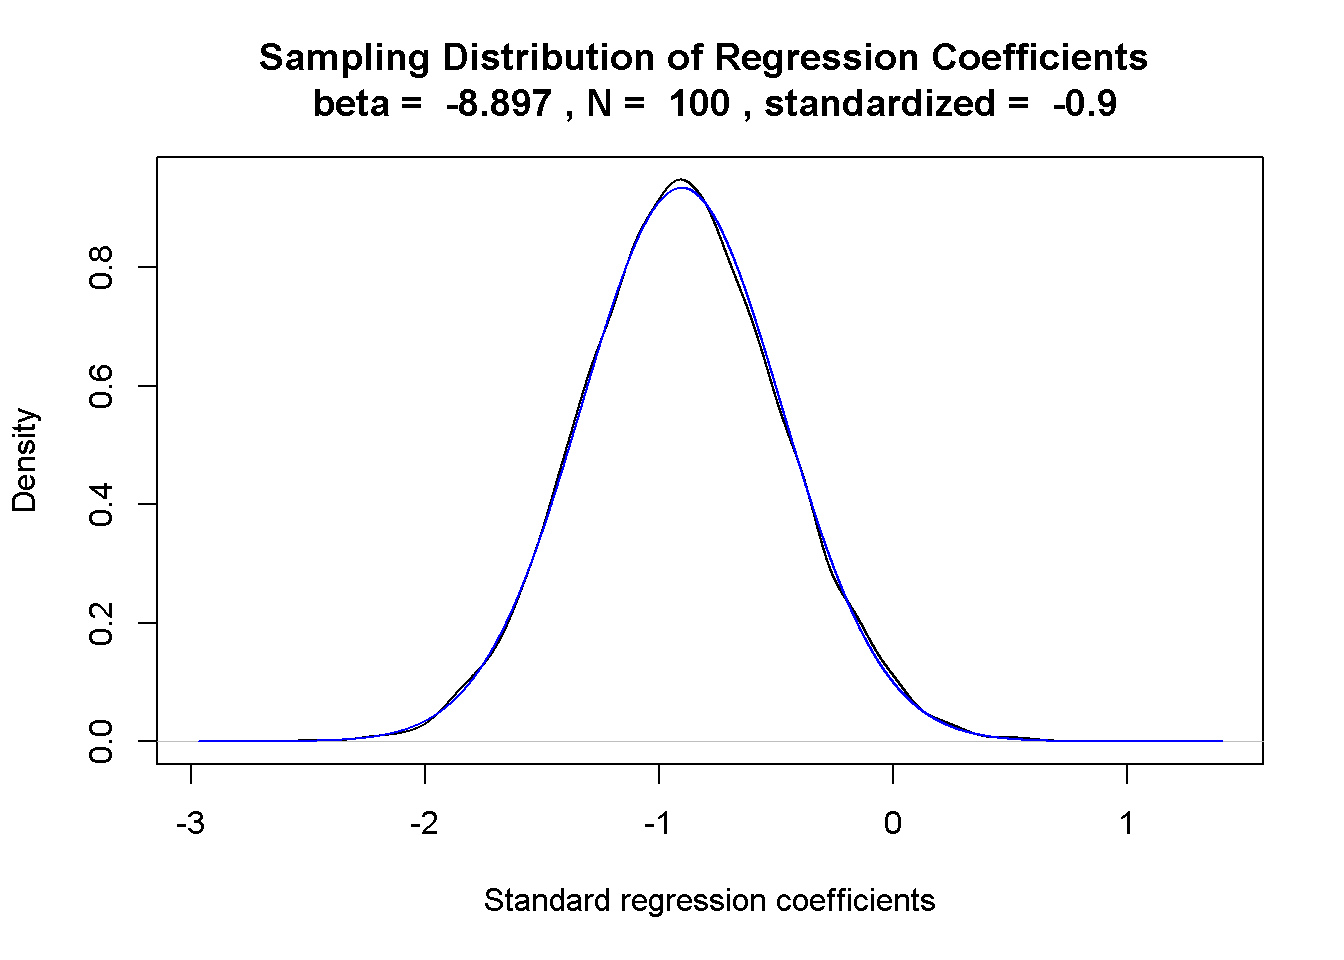 Sampling Distribution of Regression Coefficients
beta =  -8.897 , N =  100 , standardized =  -0.9
Density
0.8
0.6
0.4
0.2
0.0
-3 -2 -1 0 1
Standard regression coefficients